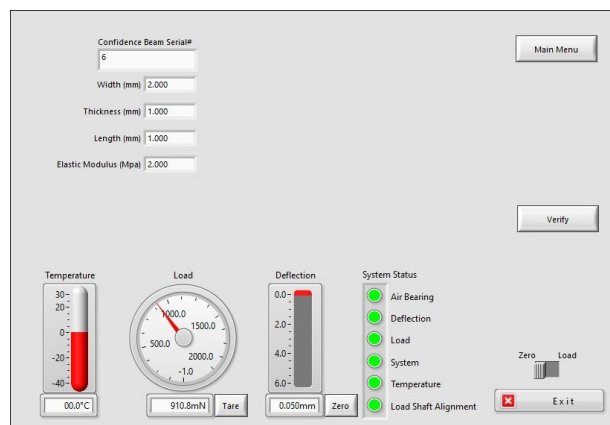 Confidence Beam Serial#
6
Main Menu
Width (mm) 2.000
Thickness (mm) 1.000
Length (mm) 1.000
Elastic Modulus (Mpa) 2.000
Verify
Temperature
30
20
0
-20
-40
00.0°C
Load
1000.0
1500.0
500.0
2000.0
-1.0
910.8mN
Tare
Deflection
0.0
2.0
4.0
6.0
0.050mm
Zero
System Status
Air Bearing
Deflection
Load
System
Temperature
Load Shaft Alignment
Zero Load
Exit